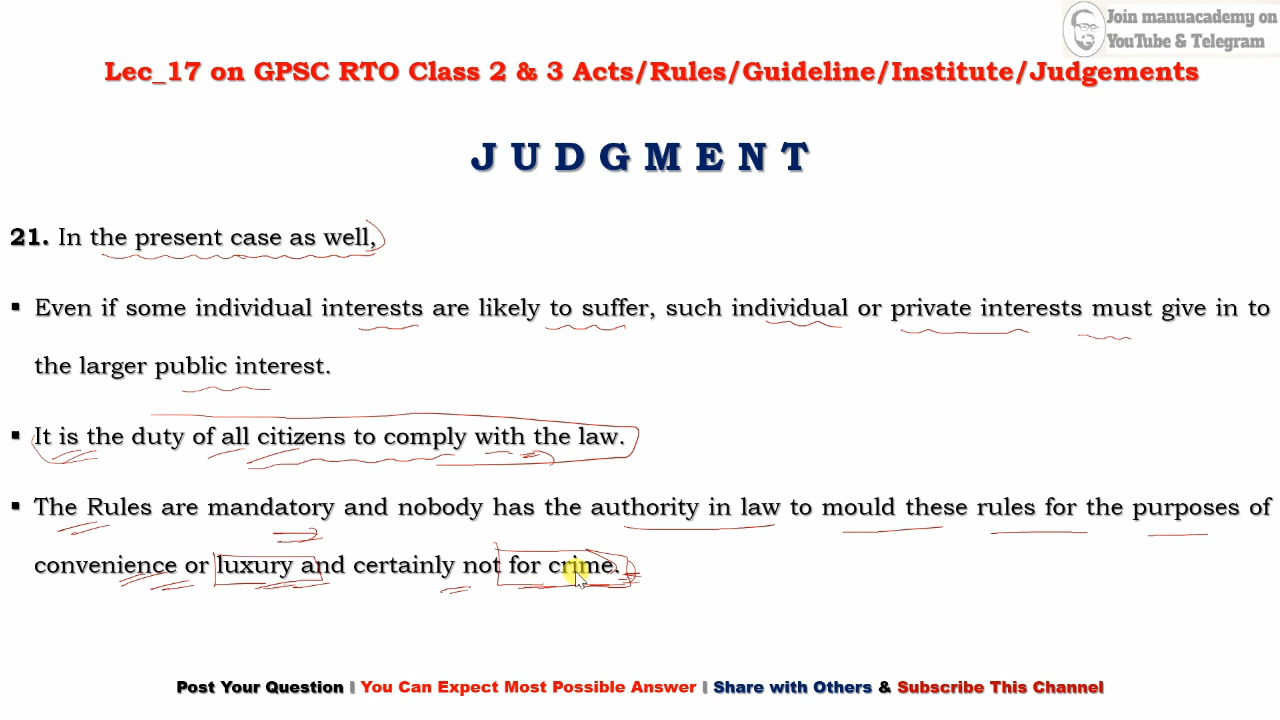 Join manuacademy on
YouTube & Telegram
Lec_17 on GPSC RTO Class 2 & 3 Acts/Rules/Guideline/Institute/Judgements
JUDGMENT
21. In the present case as well,
▪ Even if some individual interests are likely to suffer, such individual or private interests must give in to
the larger public interest.
▪ It is the duty of all citizens to comply with the law.
▪ The Rules are mandatory and nobody has the authority in law to mould these rules for the purposes of
convenience or luxury and certainly not for crime.
Post Your Question | You Can Expect Most Possible Answer | Share with Others & Subscribe This Channel